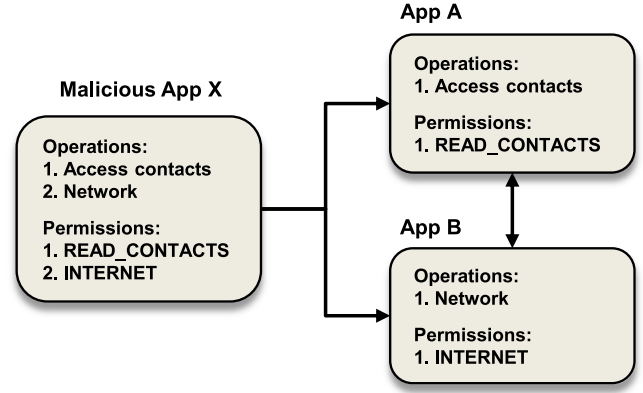 Malicious App X
Operations:
1. Access contacts
2. Network
Permissions:
1. READ_CONTACTS
2. INTERNET
App A
Operations:
1. Access contacts
Permissions:
1. READ_CONTACTS
App B
Operations:
1. Network
Permissions:
1. INTERNET